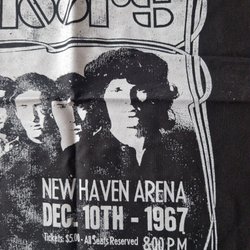 NEW HAVEN ARENA
DEC. 10TH - 1967
Tickets: $5.00 - All Seats Reserved 8:00 P.M.